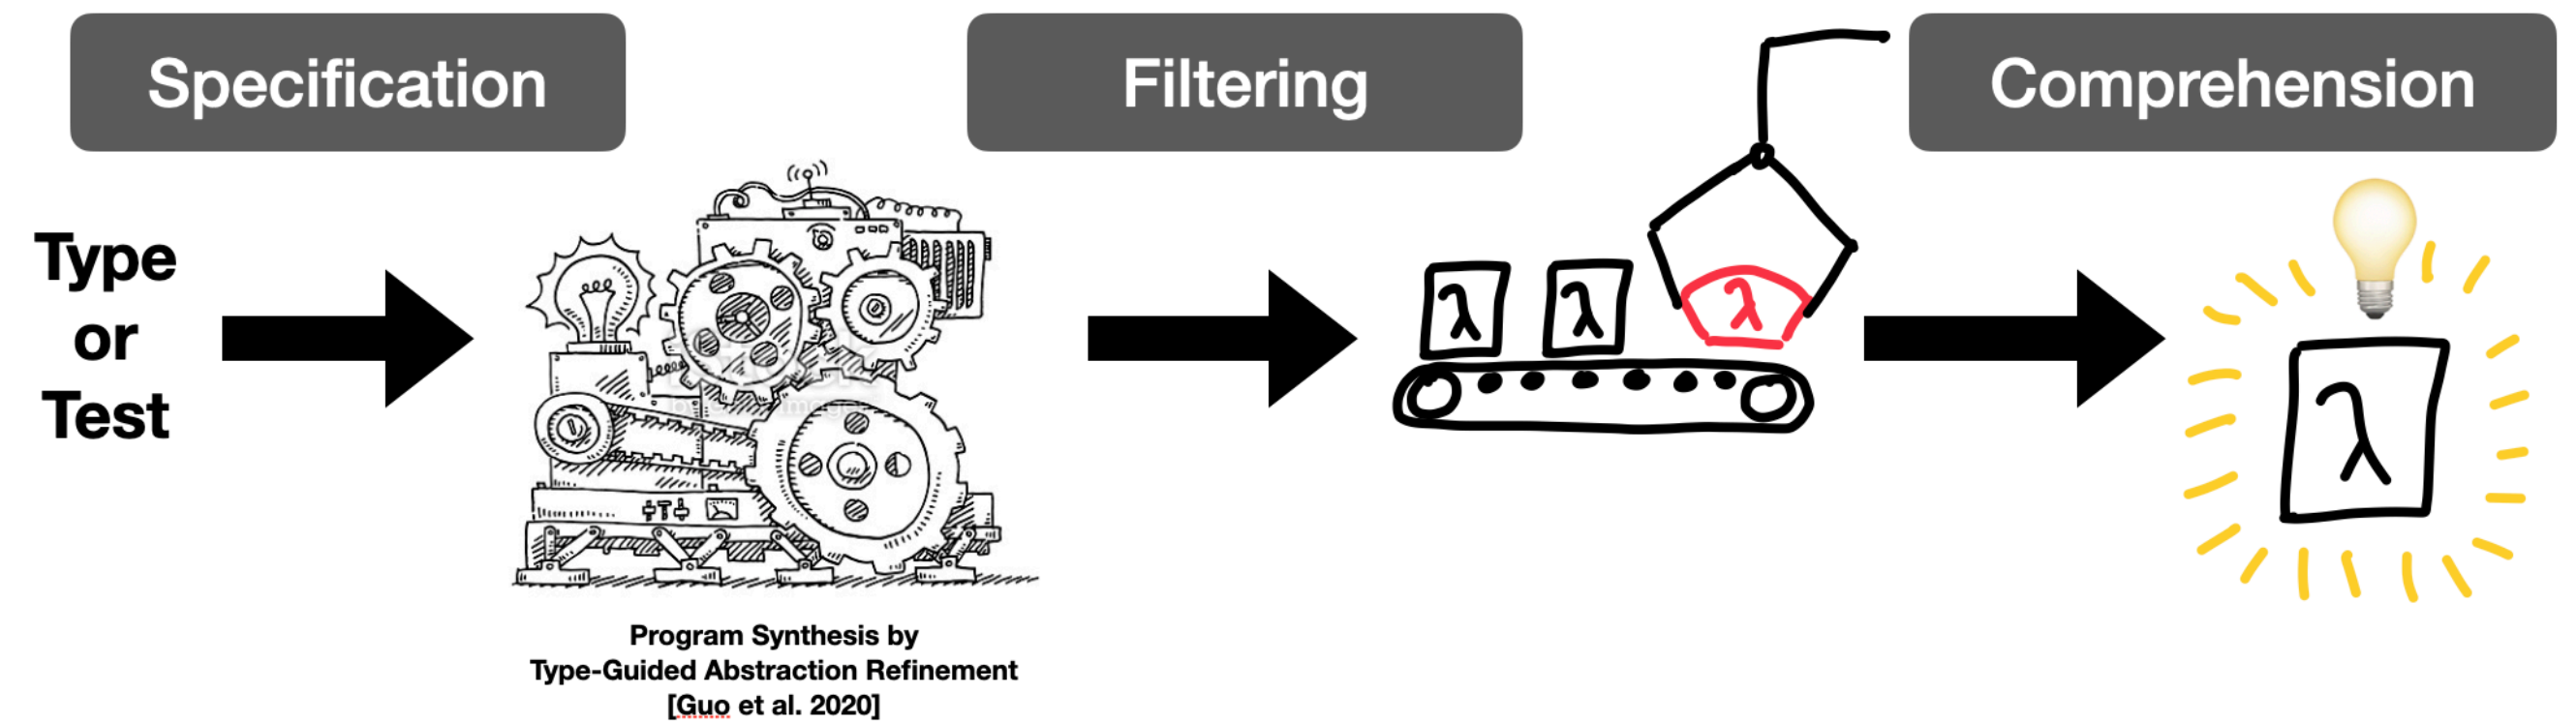 Specification
Filtering
Comprehension
Type
or
Test
λ
λ
λ
λ
Program Synthesis by
Type-Guided Abstraction Refinement
[Guo et al. 2020]